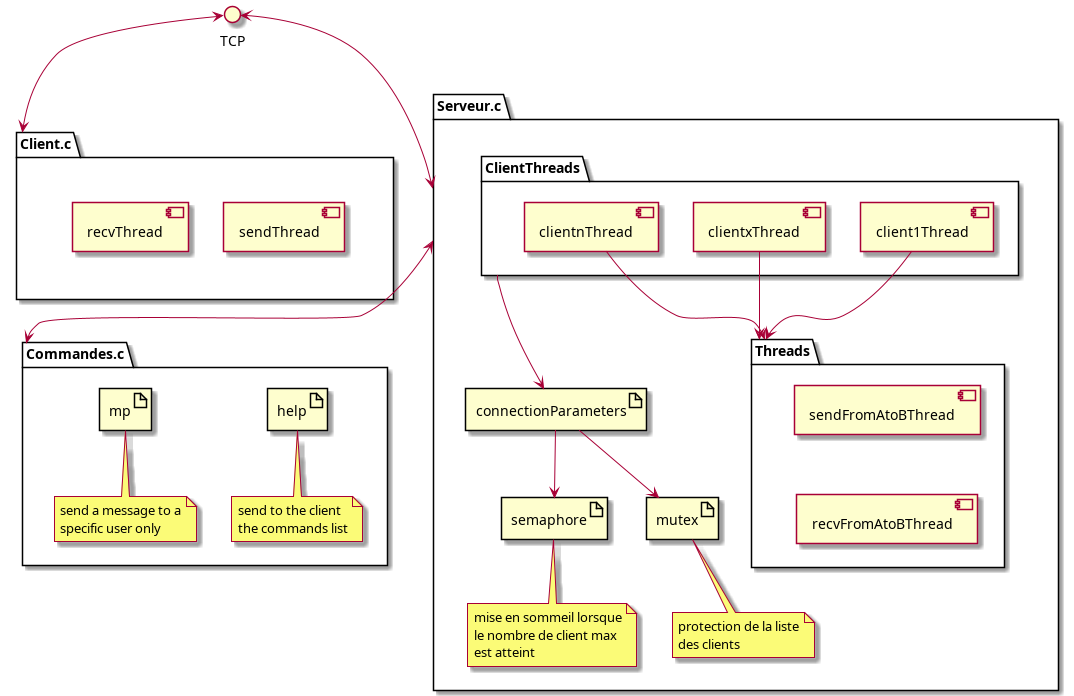 TCP
Serveur.c
Client.c
ClientThreads
recvThread
sendThread
clientnThread
clientxThread
client1Thread
Commandes.c
Threads
mp
help
connectionParameters
sendFromAtoBThread
send a message to a
specific user only
send to the client
the commands list
semaphore
mutex
recvFromAtoBThread
mise en sommeil lorsque
le nombre de client max
est atteint
protection de la liste
des clients